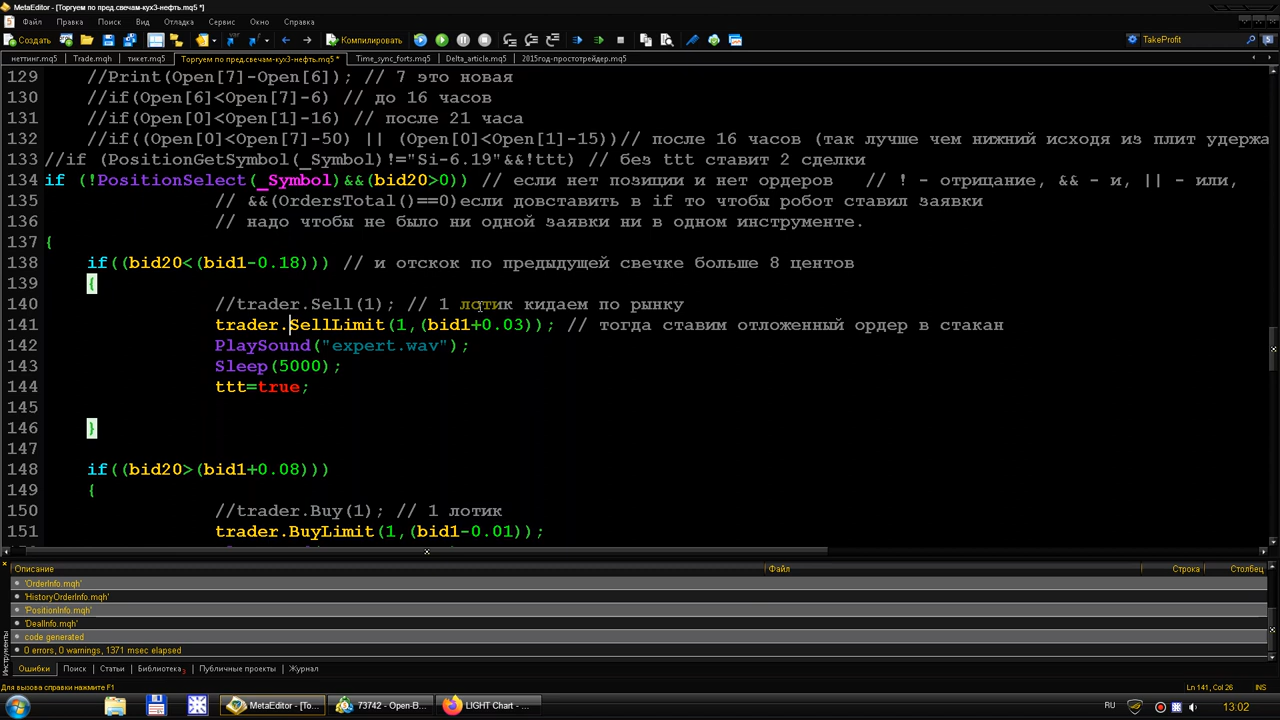 MetaEditor - [Торгуем по пред.свечам-кух3-нефть.mq5 *]
Файл Правка Поиск Вид Отладка Сервис Окно Справка
Создать Компилировать TakeProfit
неттинг.mq5 Trade.mqh тикет.mq5 Торгуем по пред.свечам-кух3-нефть.mq5 * Time_sync_forts.mq5 Delta_article.mq5 2015год-простотрейдер.mq5
129 //Print(Open[7]-Open[6]); // 7 это новая
130 //if(Open[6]<Open[7]-6) // до 16 часов
131 //if(Open[0]<Open[1]-16) // после 21 часа
132 //if((Open[0]<Open[7]-50) || (Open[0]<Open[1]-15))// после 16 часов (так лучше чем нижний исходя из плит удержа
133 //if (PositionGetSymbol(_Symbol)!="Si-6.19"&&!ttt) // без ttt ставит 2 сделки
134 if (!PositionSelect(_Symbol)&&(bid20>0)) // если нет позиции и нет ордеров // ! - отрицание, && - и, || - или,
135 // &&(OrdersTotal()==0)если довставить в if то чтобы робот ставил заявки
136 // надо чтобы не было ни одной заявки ни в одном инструменте.
137 {
138 if((bid20<(bid1-0.18))) // и отскок по предыдущей свечке больше 8 центов
139 {
140 //trader.Sell(1); // 1 лотик кидаем по рынку
141 trader.SellLimit(1,(bid1+0.03)); // тогда ставим отложенный ордер в стакан
142 PlaySound("expert.wav");
143 Sleep(5000);
144 ttt=true;
145
146 }
147
148 if((bid20>(bid1+0.08)))
149 {
150 //trader.Buy(1); // 1 лотик
151 trader.BuyLimit(1,(bid1-0.01));
Описание Файл Строка Столбец
'OrderInfo.mqh'
'HistoryOrderInfo.mqh'
'PositionInfo.mqh'
'DealInfo.mqh'
code generated
0 errors, 0 warnings, 1371 msec elapsed
Инструменты
Ошибки Поиск Статьи Библиотека Публичные проекты Журнал
Для вызова справки нажмите F1 Ln 141, Col 26 INS
MetaEditor - [То... 73742 - Open-B... LIGHT Chart - ... RU 13:02